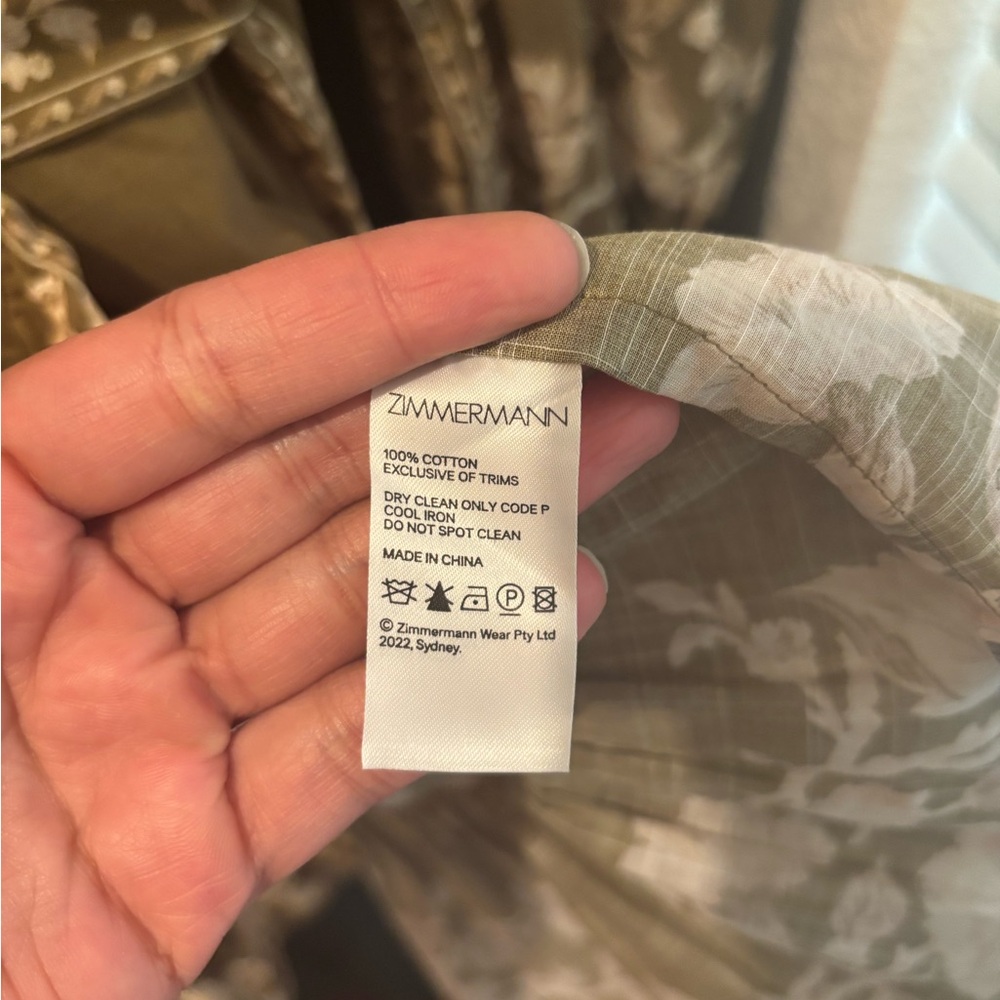 ZIMMERMANN
100% COTTON
EXCLUSIVE OF TRIMS
DRY CLEAN ONLY CODE P
COOL IRON
DO NOT SPOT CLEAN
MADE IN CHINA
P
© Zimmermann Wear Pty Ltd
2022, Sydney.